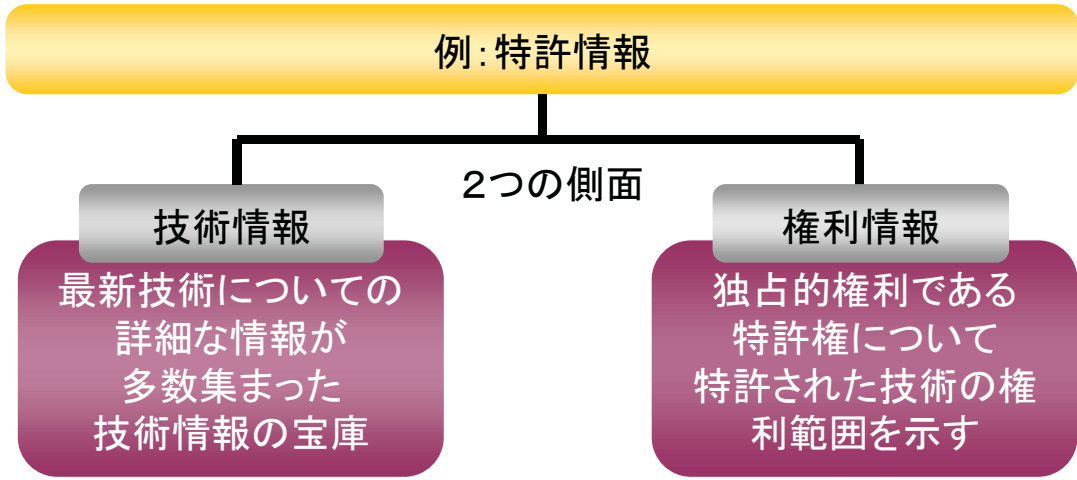 例：特許情報
２つの側面
技術情報
最新技術についての
詳細な情報が
多数集まった
技術情報の宝庫
権利情報
独占的権利である
特許権について
特許された技術の権
利範囲を示す